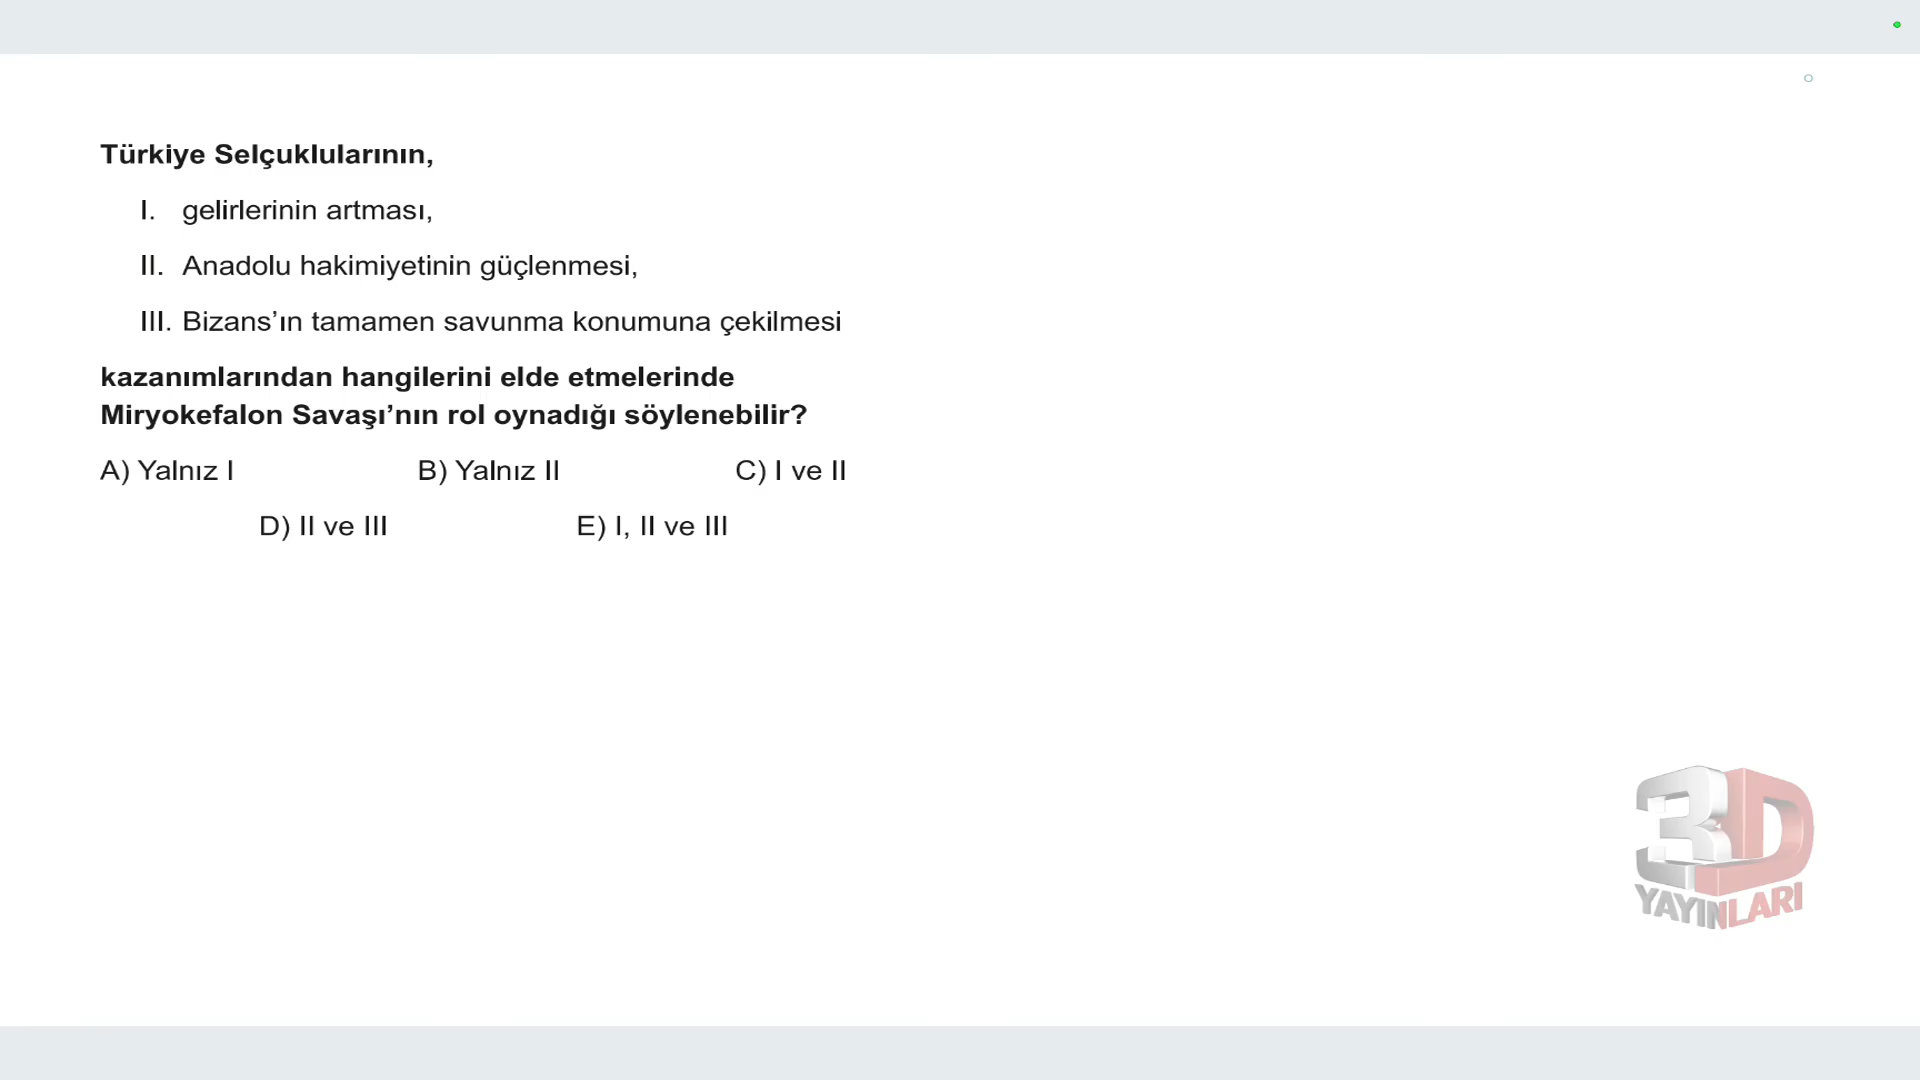 Türkiye Selçuklularının,
I. gelirlerinin artması,
II. Anadolu hakimiyetinin güçlenmesi,
III. Bizans’ın tamamen savunma konumuna çekilmesi
kazanımlarından hangilerini elde etmelerinde
Miryokefalon Savaşı’nın rol oynadığı söylenebilir?
A) Yalnız I B) Yalnız II C) I ve II
D) II ve III E) I, II ve III
3D
YAYINLARI